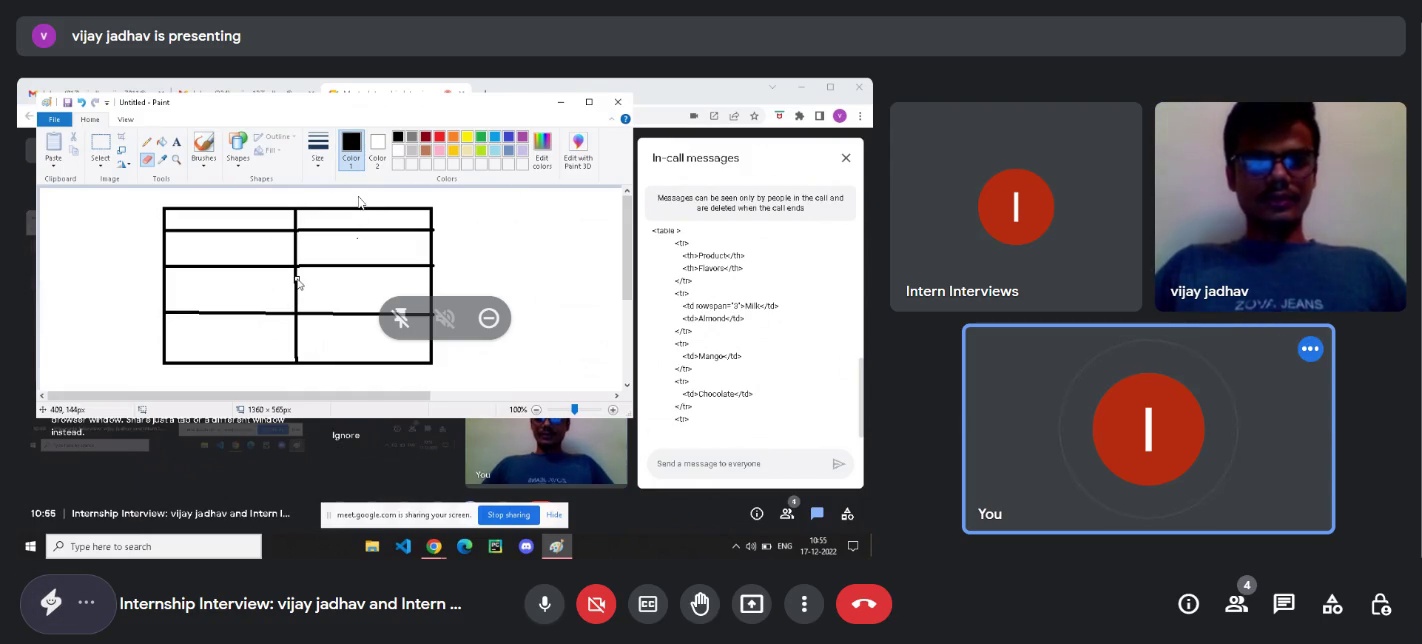 V vijay jadhav is presenting
Untitled - Paint
File Home View
Paste
Select
Brushes
Shapes
Outline
Fill
Size
Color 1
Color 2
Edit colors
Edit with Paint 3D
Clipboard Image Tools Shapes Colors
409, 144px 1360 × 565px 100%
browser window. Share just a tab or a different window
instead.
Ignore
You
In-call messages
Messages can be seen only by people in the call and
are deleted when the call ends
<table >
<tr>
<th>Product</th>
<th>Flavors</th>
</tr>
<tr>
<td rowspan="3">Milk</td>
<td>Almond</td>
</tr>
<tr>
<td>Mango</td>
</tr>
<tr>
<td>Chocolate</td>
</tr>
<tr>
Send a message to everyone
10:55 | Internship Interview: vijay jadhav and Intern I...
meet.google.com is sharing your screen. Stop sharing Hide
4
Type here to search
ENG
10:55
17-12-2022
I
Intern Interviews
vijay jadhav
ZOVA JEANS
I
You
Internship Interview: vijay jadhav and Intern ...
4